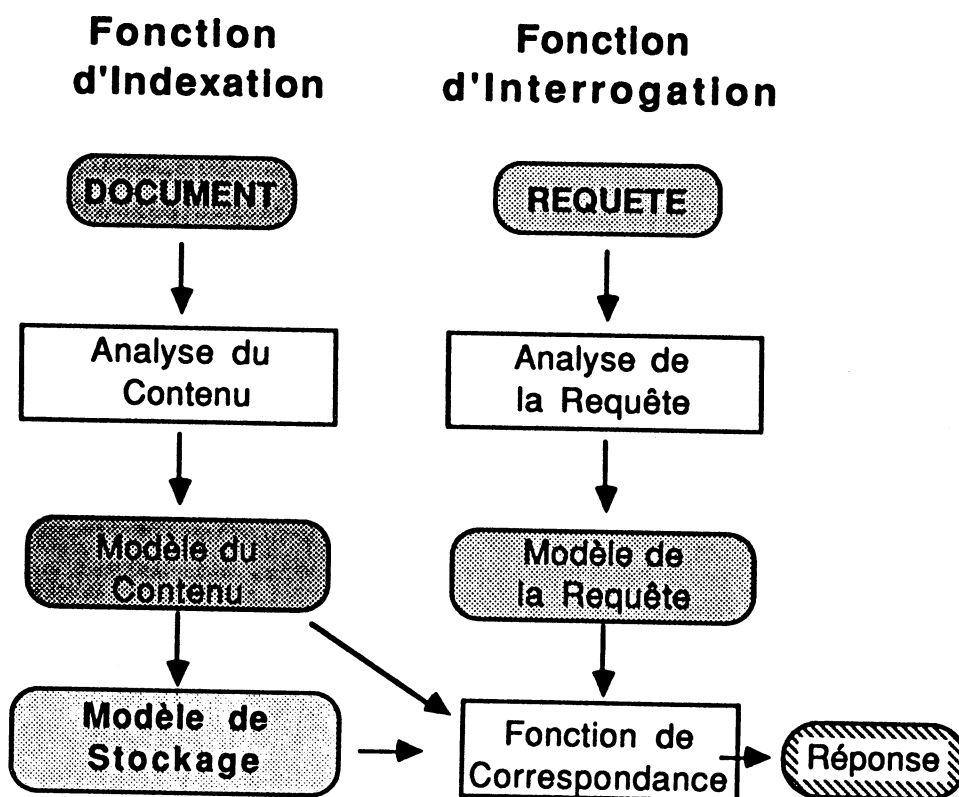 Fonction
d'Indexation
Fonction
d'Interrogation
DOCUMENT
REQUETE
Analyse du
Contenu
Analyse de
la Requête
Modèle du
Contenu
Modèle de
la Requête
Modèle de
Stockage
Fonction de
Correspondance
Réponse